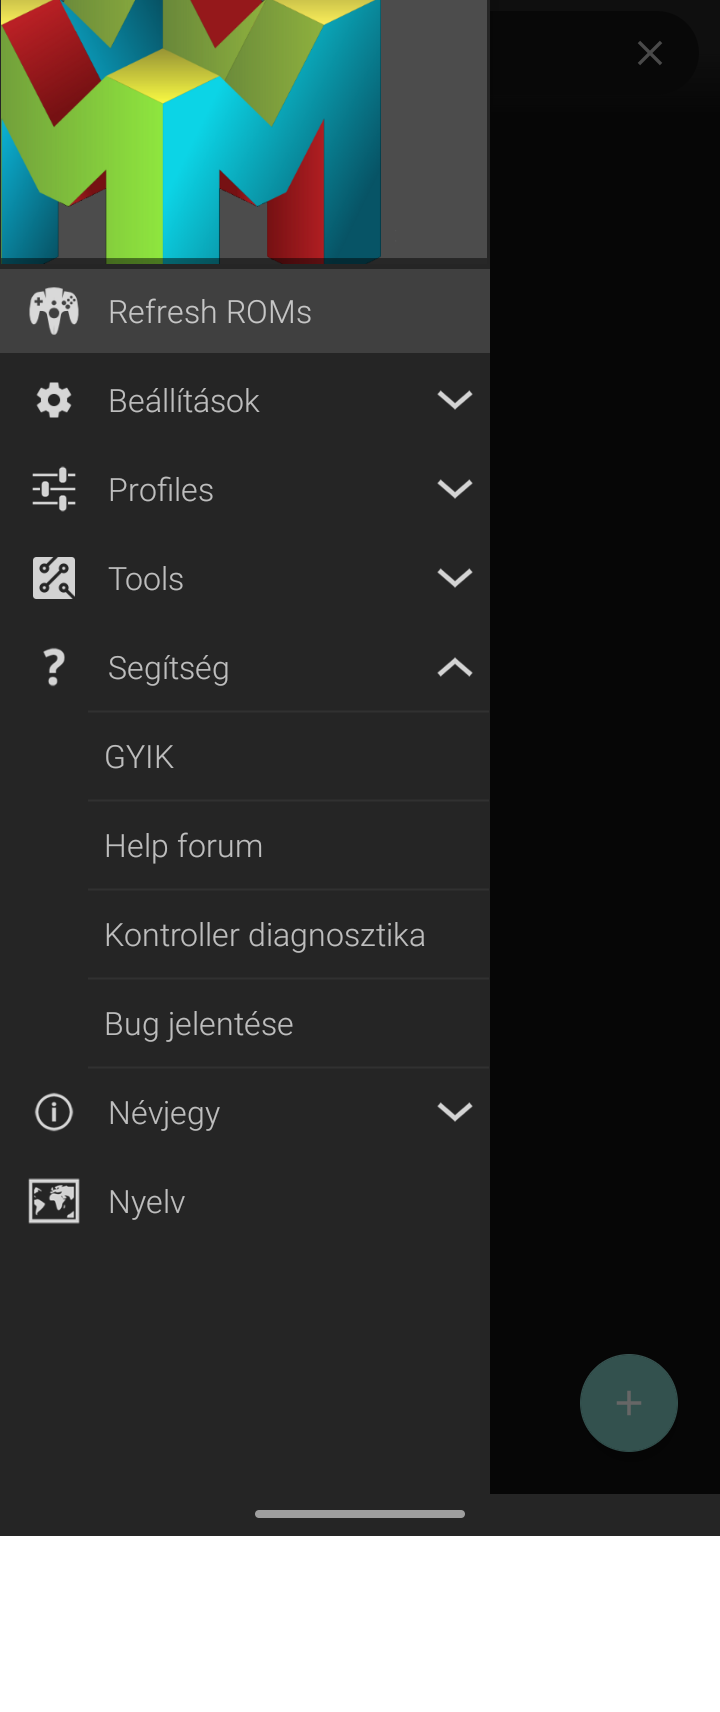 Refresh ROMs
Beállítások
Profiles
Tools
Segítség
GYIK
Help forum
Kontroller diagnosztika
Bug jelentése
Névjegy
Nyelv